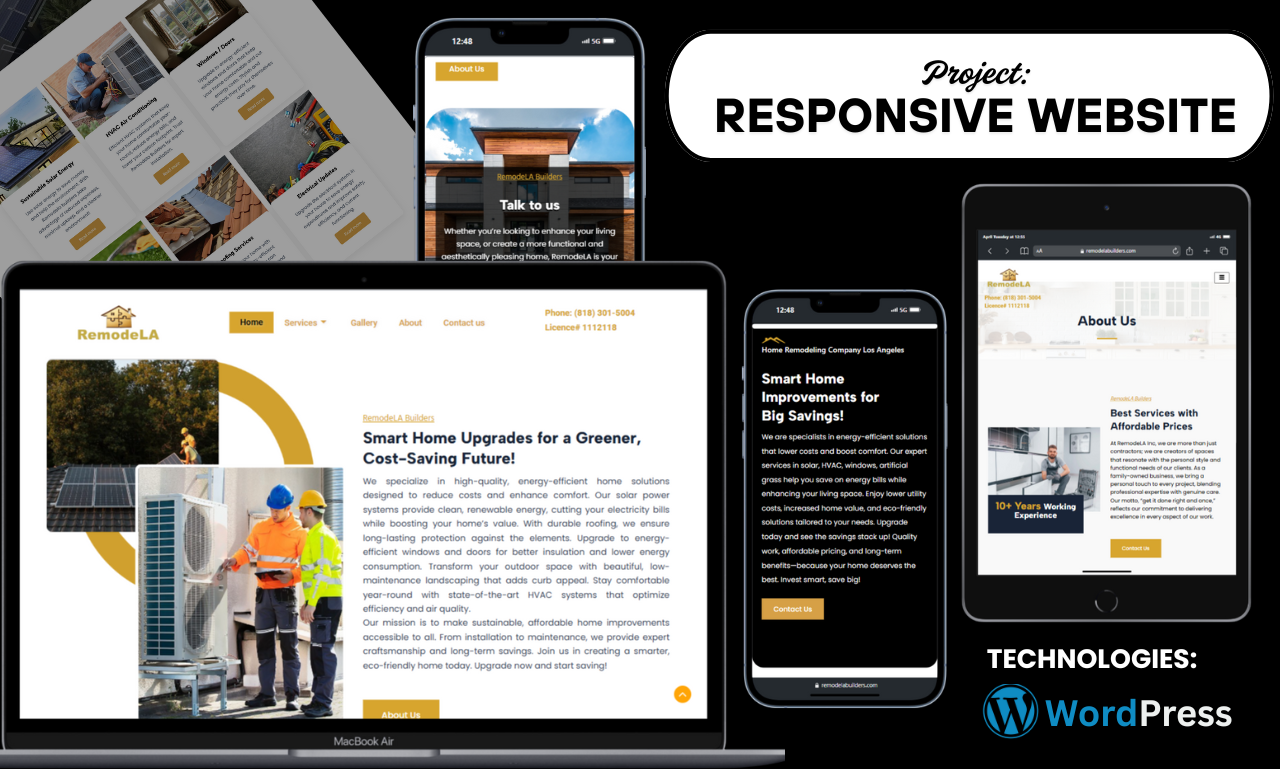 Project:
RESPONSIVE WEBSITE
Windows / Doors
Read More
HVAC Air Conditioning
Electrical Updates
Sustainable Solar Energy
12:48
5G
About Us
RemodeLA Builders
Talk to us
Whether you're looking to enhance your living
space, or create a more functional and
aesthetically pleasing home, RemodeLA is your
RemodeLA
Home
Services
Gallery
About
Contact us
Phone: (818) 301-5004
Licence# 1112118
RemodeLA Builders
Smart Home Upgrades for a Greener,
Cost-Saving Future!
We specialize in high-quality, energy-efficient home solutions
designed to reduce costs and enhance comfort. Our solar power
systems provide clean, renewable energy, cutting your electricity bills
while boosting your home's value. With durable roofing, we ensure
long-lasting protection against the elements. Upgrade to energy-
efficient windows and doors for better insulation and lower energy
consumption. Transform your outdoor space with beautiful, low-
maintenance landscaping that adds curb appeal. Stay comfortable
year-round with state-of-the-art HVAC systems that optimize
efficiency and air quality.
Our mission is to make sustainable, affordable home improvements
accessible to all. From installation to maintenance, we provide expert
craftsmanship and long-term savings. Join us in creating a smarter,
eco-friendly home today. Upgrade now and start saving!
About Us
MacBook Air
12:48
5G
Home Remodeling Company Los Angeles
Smart Home
Improvements for
Big Savings!
We are specialists in energy-efficient solutions
that lower costs and boost comfort. Our expert
services in solar, HVAC, windows, artificial
grass help you save on energy bills while
enhancing your living space. Enjoy lower utility
costs, increased home value, and eco-friendly
solutions tailored to your needs. Upgrade
today and see the savings stack up! Quality
work, affordable pricing, and long-term
benefits—because your home deserves the
best. Invest smart, save big!
Contact Us
remodelabuilders.com
remodelabuilders.com
RemodeLA
Phone: (818) 301-5004
Licence# 1112118
About Us
RemodeLA Builders
Best Services with
Affordable Prices
At RemodeLA Inc, we are more than just
contractors; we are creators of spaces
that resonate with the personal style and
functional needs of our clients. As a
family-owned business, we bring a
personal touch to every project, blending
professional expertise with genuine care.
Our motto, "get it done right and once,"
reflects our commitment to delivering
excellence in every aspect of our work.
10+ Years Working
Experience
Contact Us
TECHNOLOGIES:
WordPress